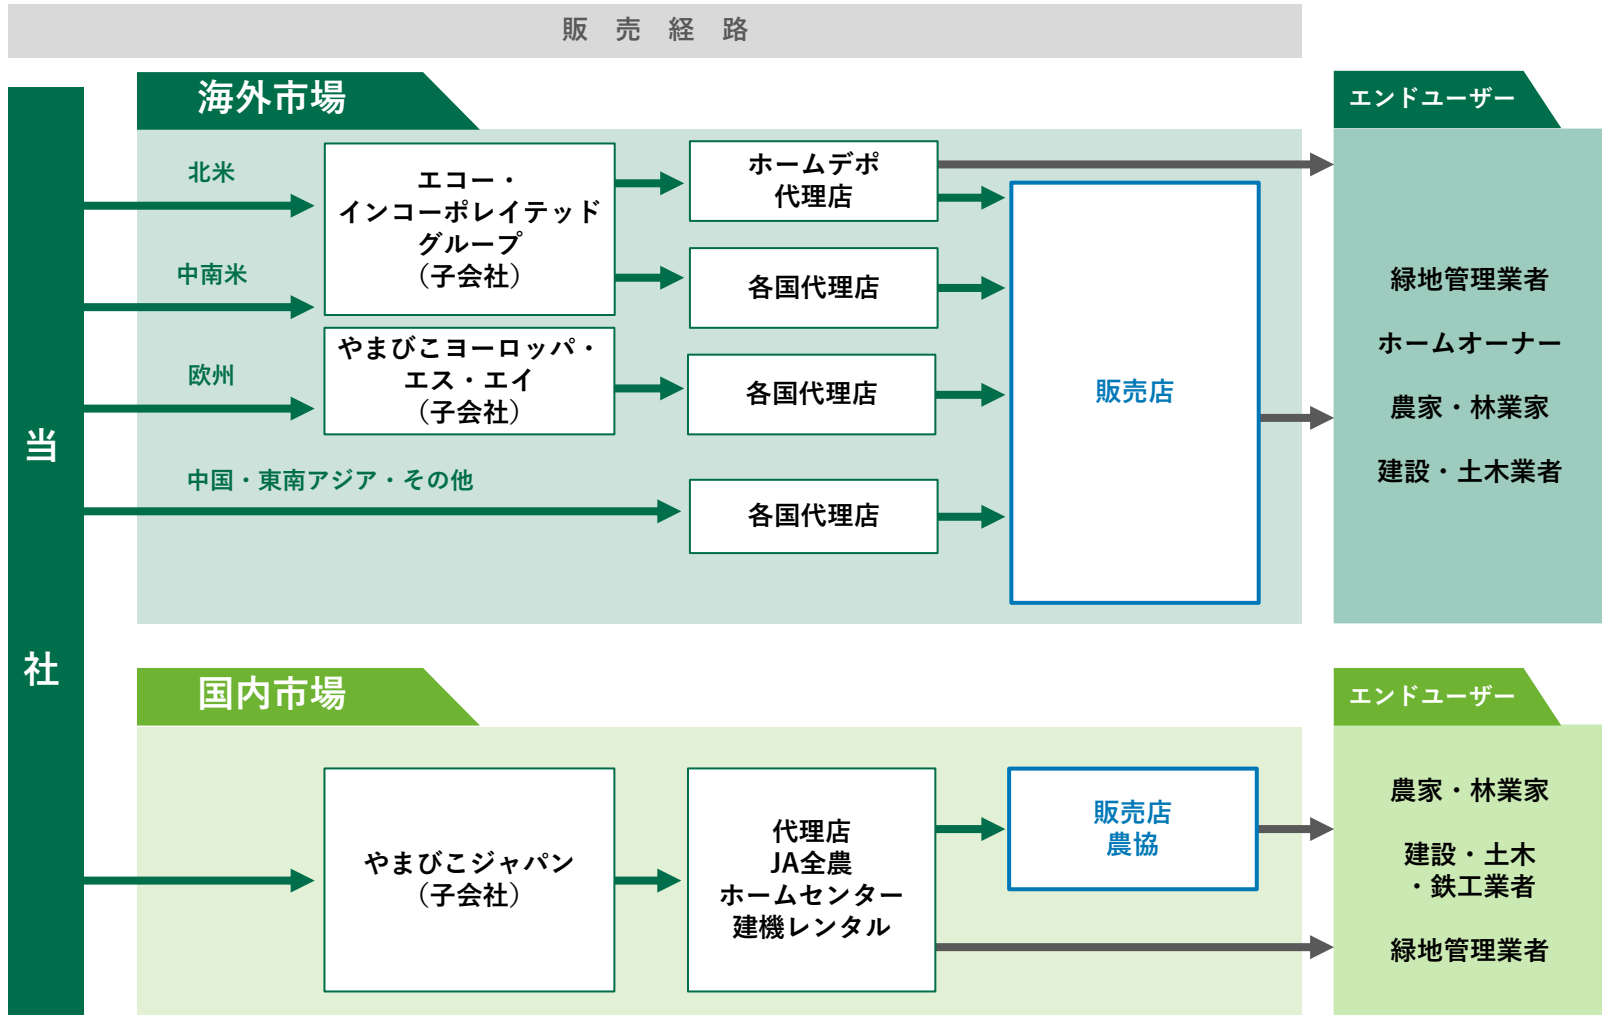 販売経路
当社
海外市場
北米
中南米
欧州
中国・東南アジア・その他
エコー・
インコーポレイテッド
グループ
（子会社）
やまびこヨーロッパ・
エス・エイ
（子会社）
ホームデポ
代理店
各国代理店
各国代理店
各国代理店
販売店
エンドユーザー
緑地管理業者
ホームオーナー
農家・林業家
建設・土木業者
国内市場
やまびこジャパン
（子会社）
代理店
JA全農
ホームセンター
建機レンタル
販売店
農協
エンドユーザー
農家・林業家
建設・土木
・鉄工業者
緑地管理業者